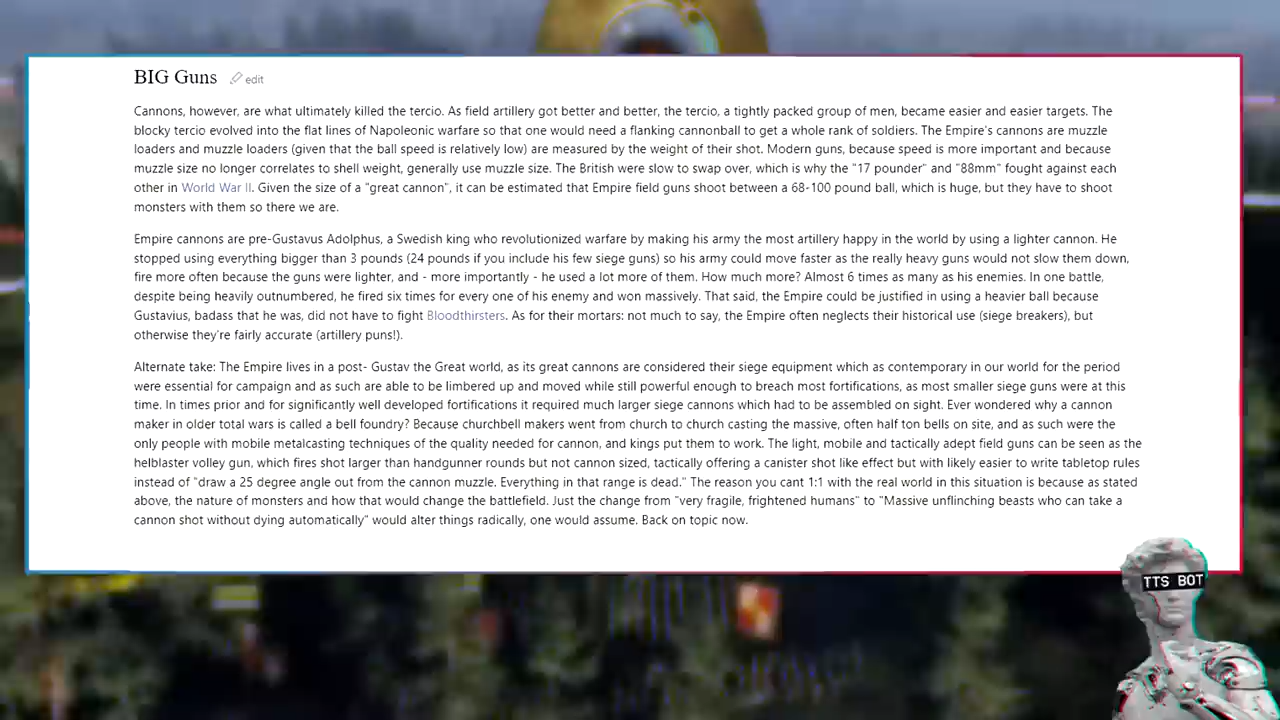 BIG Guns edit
Cannons, however, are what ultimately killed the tercio. As field artillery got better and better, the tercio, a tightly packed group of men, became easier and easier targets. The
blocky tercio evolved into the flat lines of Napoleonic warfare so that one would need a flanking cannonball to get a whole rank of soldiers. The Empire's cannons are muzzle
loaders and muzzle loaders (given that the ball speed is relatively low) are measured by the weight of their shot. Modern guns, because speed is more important and because
muzzle size no longer correlates to shell weight, generally use muzzle size. The British were slow to swap over, which is why the "17 pounder" and "88mm" fought against each
other in World War II. Given the size of a "great cannon", it can be estimated that Empire field guns shoot between a 68-100 pound ball, which is huge, but they have to shoot
monsters with them so there we are.
Empire cannons are pre-Gustavus Adolphus, a Swedish king who revolutionized warfare by making his army the most artillery happy in the world by using a lighter cannon. He
stopped using everything bigger than 3 pounds (24 pounds if you include his few siege guns) so his army could move faster as the really heavy guns would not slow them down,
fire more often because the guns were lighter, and - more importantly - he used a lot more of them. How much more? Almost 6 times as many as his enemies. In one battle,
despite being heavily outnumbered, he fired six times for every one of his enemy and won massively. That said, the Empire could be justified in using a heavier ball because
Gustavius, badass that he was, did not have to fight Bloodthirsters. As for their mortars: not much to say, the Empire often neglects their historical use (siege breakers), but
otherwise they're fairly accurate (artillery puns!).
Alternate take: The Empire lives in a post- Gustav the Great world, as its great cannons are considered their siege equipment which as contemporary in our world for the period
were essential for campaign and as such are able to be limbered up and moved while still powerful enough to breach most fortifications, as most smaller siege guns were at this
time. In times prior and for significantly well developed fortifications it required much larger siege cannons which had to be assembled on sight. Ever wondered why a cannon
maker in older total wars is called a bell foundry? Because churchbell makers went from church to church casting the massive, often half ton bells on site, and as such were the
only people with mobile metalcasting techniques of the quality needed for cannon, and kings put them to work. The light, mobile and tactically adept field guns can be seen as the
helblaster volley gun, which fires shot larger than handgunner rounds but not cannon sized, tactically offering a canister shot like effect but with likely easier to write tabletop rules
instead of "draw a 25 degree angle out from the cannon muzzle. Everything in that range is dead." The reason you cant 1:1 with the real world in this situation is because as stated
above, the nature of monsters and how that would change the battlefield. Just the change from "very fragile, frightened humans" to "Massive unflinching beasts who can take a
cannon shot without dying automatically" would alter things radically, one would assume. Back on topic now.
TTS BOT